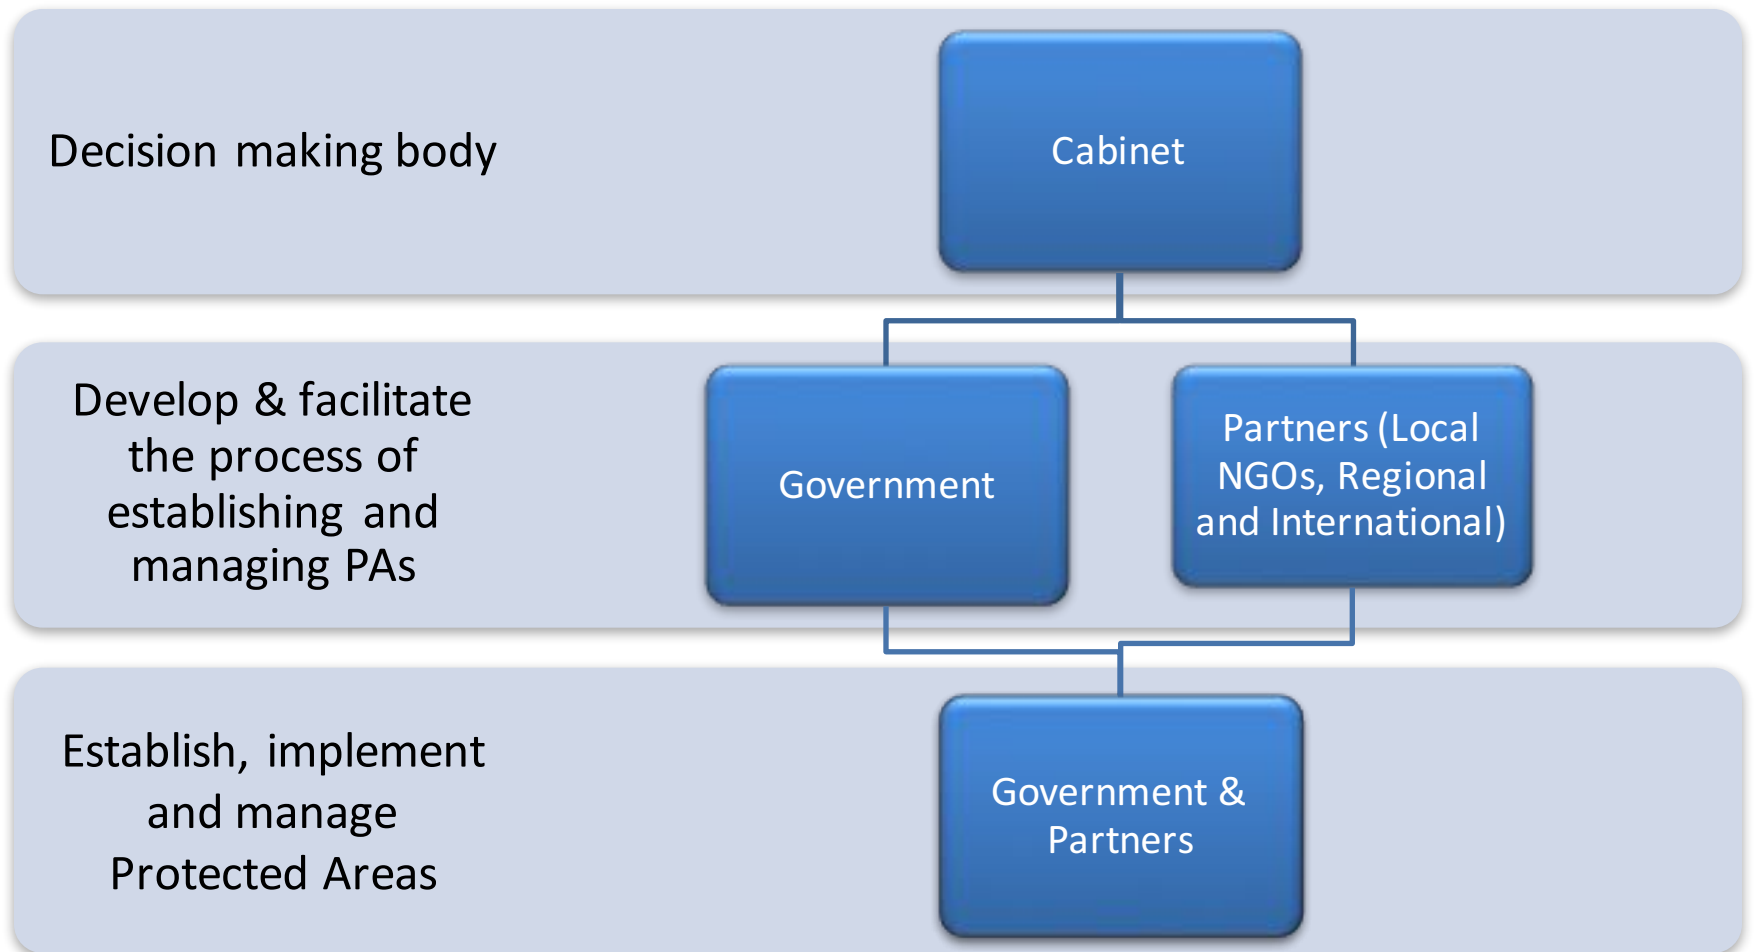 Decision making body
Cabinet
Develop & facilitate
the process of
establishing and
managing PAs
Government
Partners (Local
NGOs, Regional
and International)
Establish, implement
and manage
Protected Areas
Government &
Partners